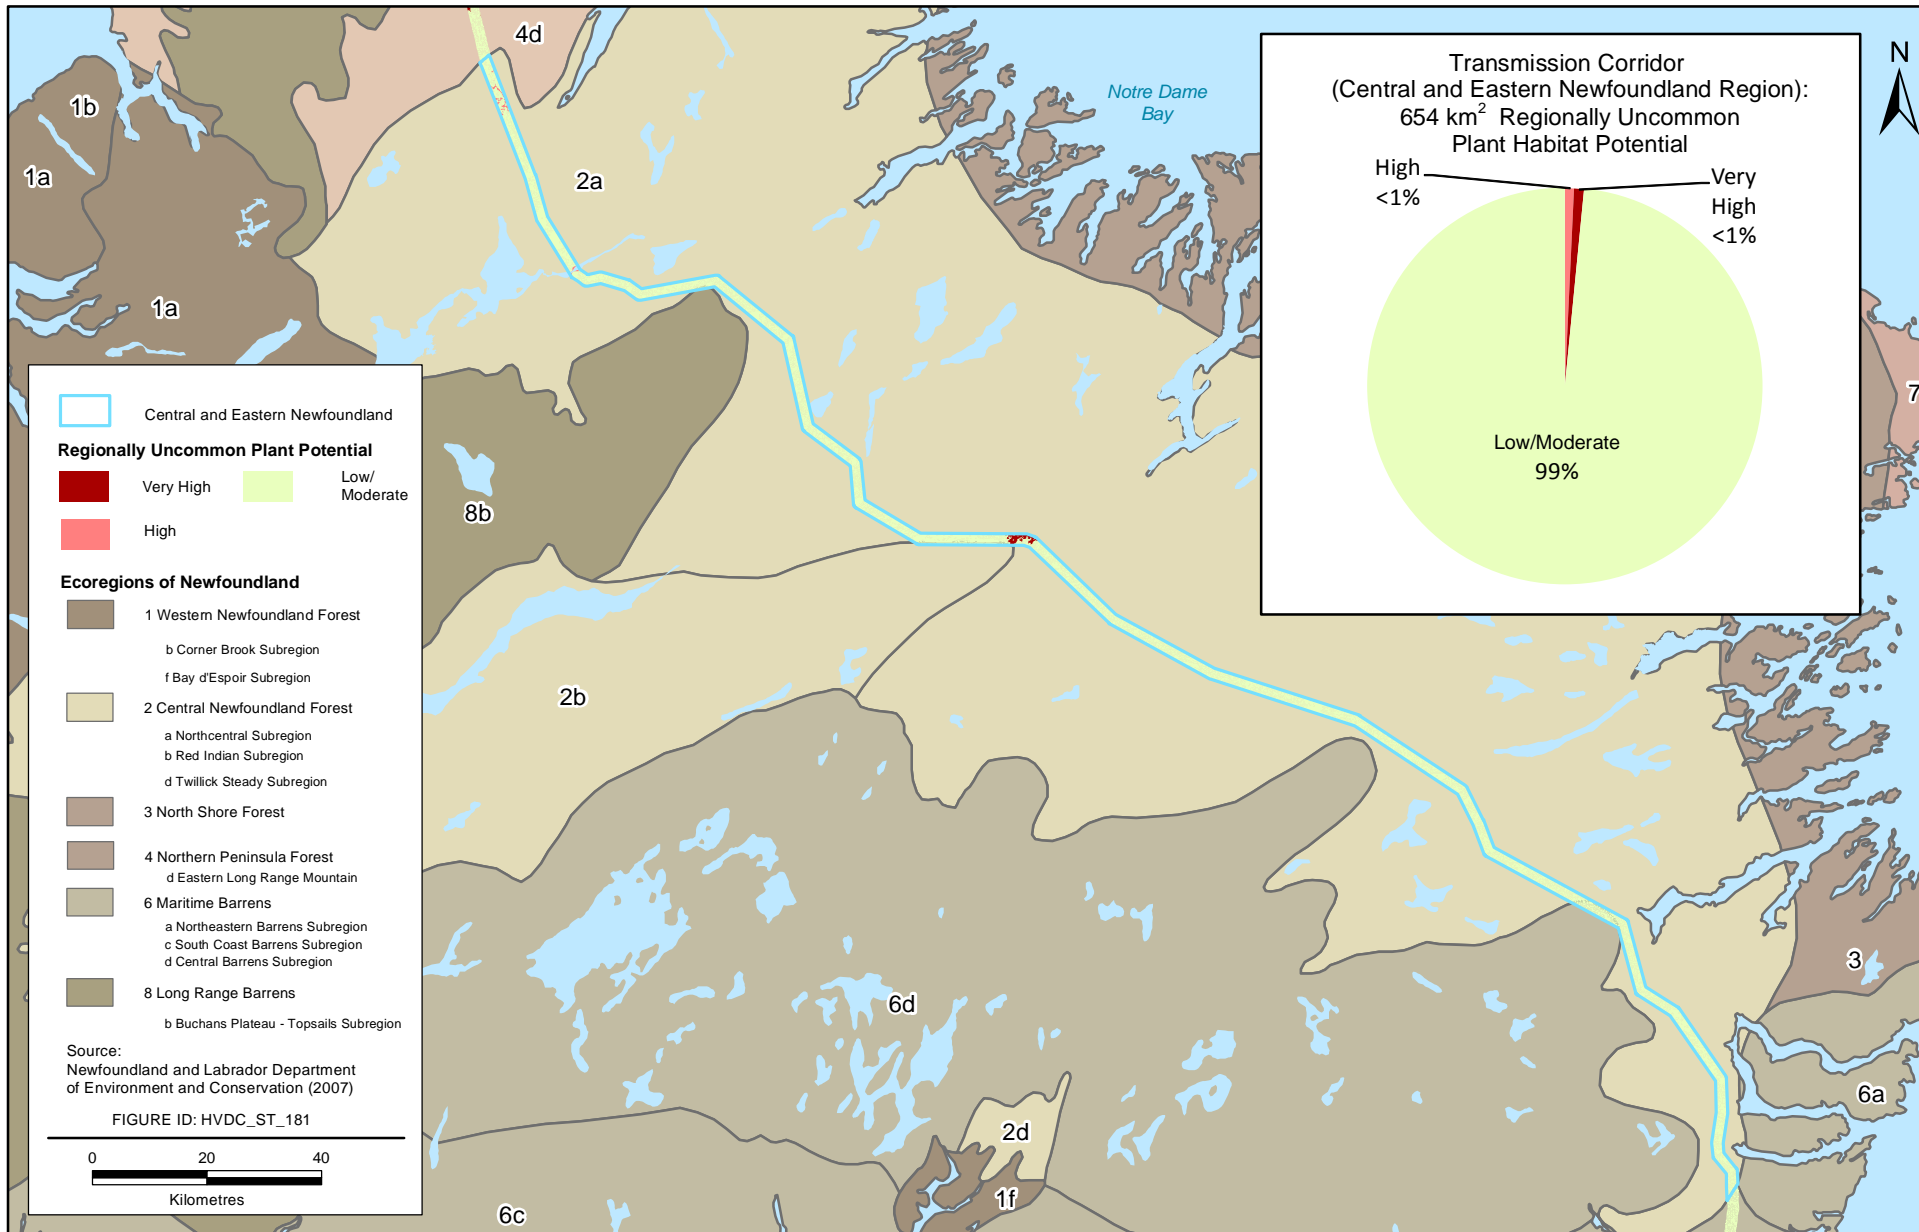 4d
1b
1a
2a
1a
8b
2b
6d
2d
1f
6c
3
6a
7
Notre Dame
Bay
N
Transmission Corridor
(Central and Eastern Newfoundland Region):
654 km² Regionally Uncommon
Plant Habitat Potential
High
<1%
Very
High
<1%
Low/Moderate
99%
Central and Eastern Newfoundland
Regionally Uncommon Plant Potential
Very High
Low/
Moderate
High
Ecoregions of Newfoundland
1 Western Newfoundland Forest
b Corner Brook Subregion
f Bay d'Espoir Subregion
2 Central Newfoundland Forest
a Northcentral Subregion
b Red Indian Subregion
d Twillick Steady Subregion
3 North Shore Forest
4 Northern Peninsula Forest
d Eastern Long Range Mountain
6 Maritime Barrens
a Northeastern Barrens Subregion
c South Coast Barrens Subregion
d Central Barrens Subregion
8 Long Range Barrens
b Buchans Plateau - Topsails Subregion
Source:
Newfoundland and Labrador Department
of Environment and Conservation (2007)
FIGURE ID: HVDC_ST_181
0 20 40
Kilometres